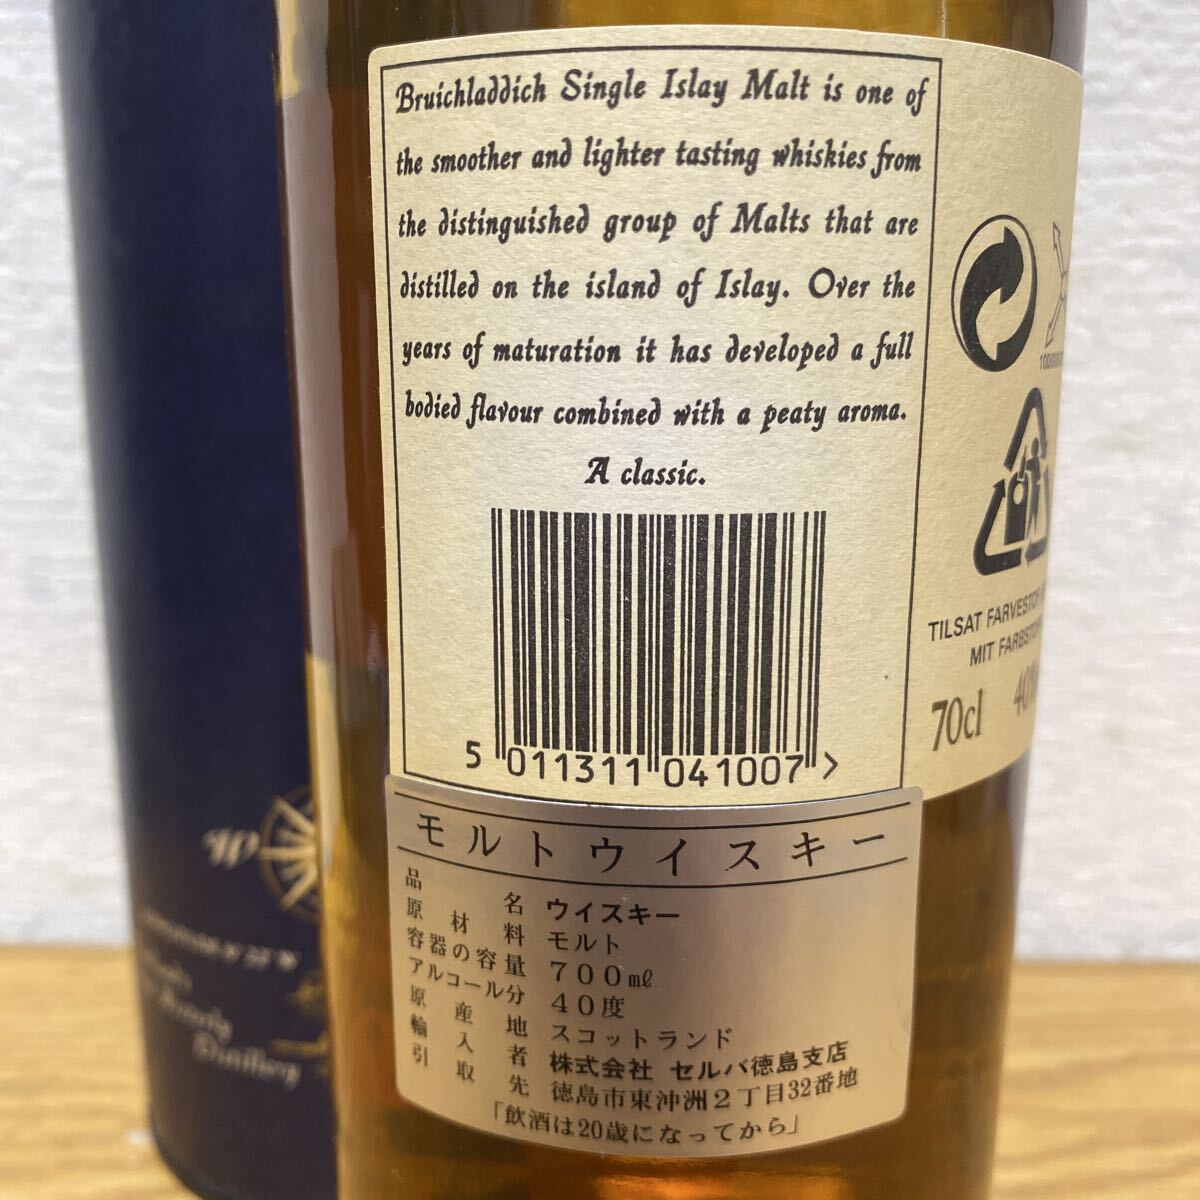 Bruichladdich Single Islay Malt is one of
the smoother and lighter tasting whiskies from
the distinguished group of Malts that are
distilled on the island of Islay. Over the
years of maturation it has developed a full
bodied flavour combined with a peaty aroma.
A classic.
5 011311 041007 >
TILSAT FARVESTOF
MIT FARBSTOFF
70cl 40%
モルトウイスキー
品名 ウイスキー
原材料 モルト
容器の容量 700㎖
アルコール分 40度
原産地 スコットランド
輸入者 株式会社 セルバ徳島支店
引取先 徳島市東沖洲2丁目32番地
「飲酒は20歳になってから」
W
Distillery